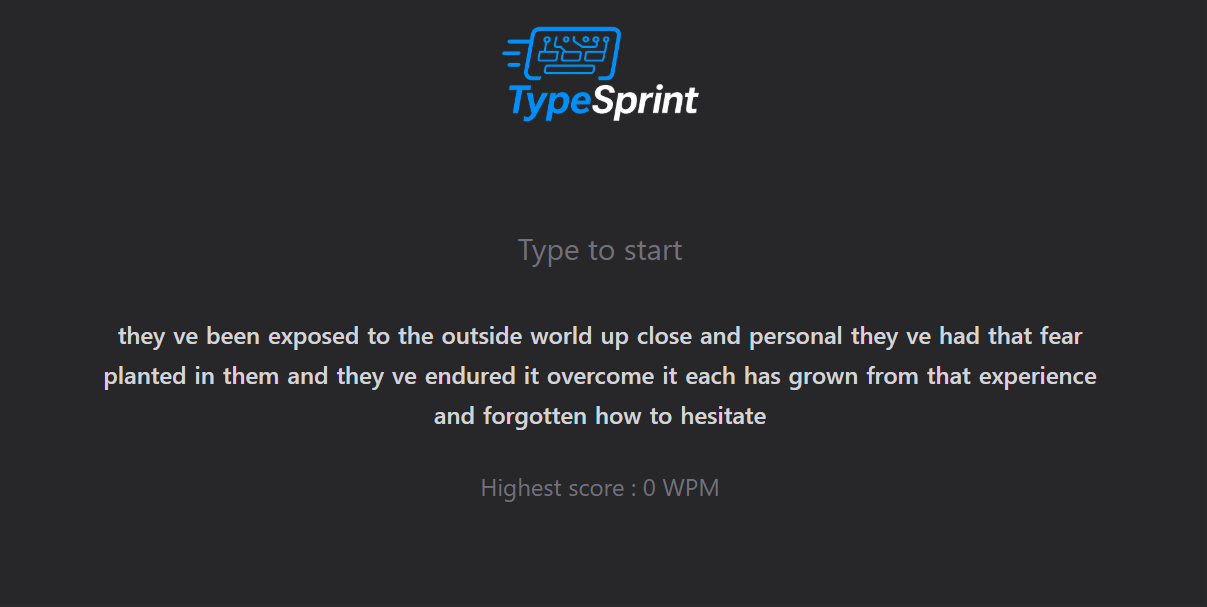 TypeSprint
Type to start
they ve been exposed to the outside world up close and personal they ve had that fear
planted in them and they ve endured it overcome it each has grown from that experience
and forgotten how to hesitate
Highest score : 0 WPM